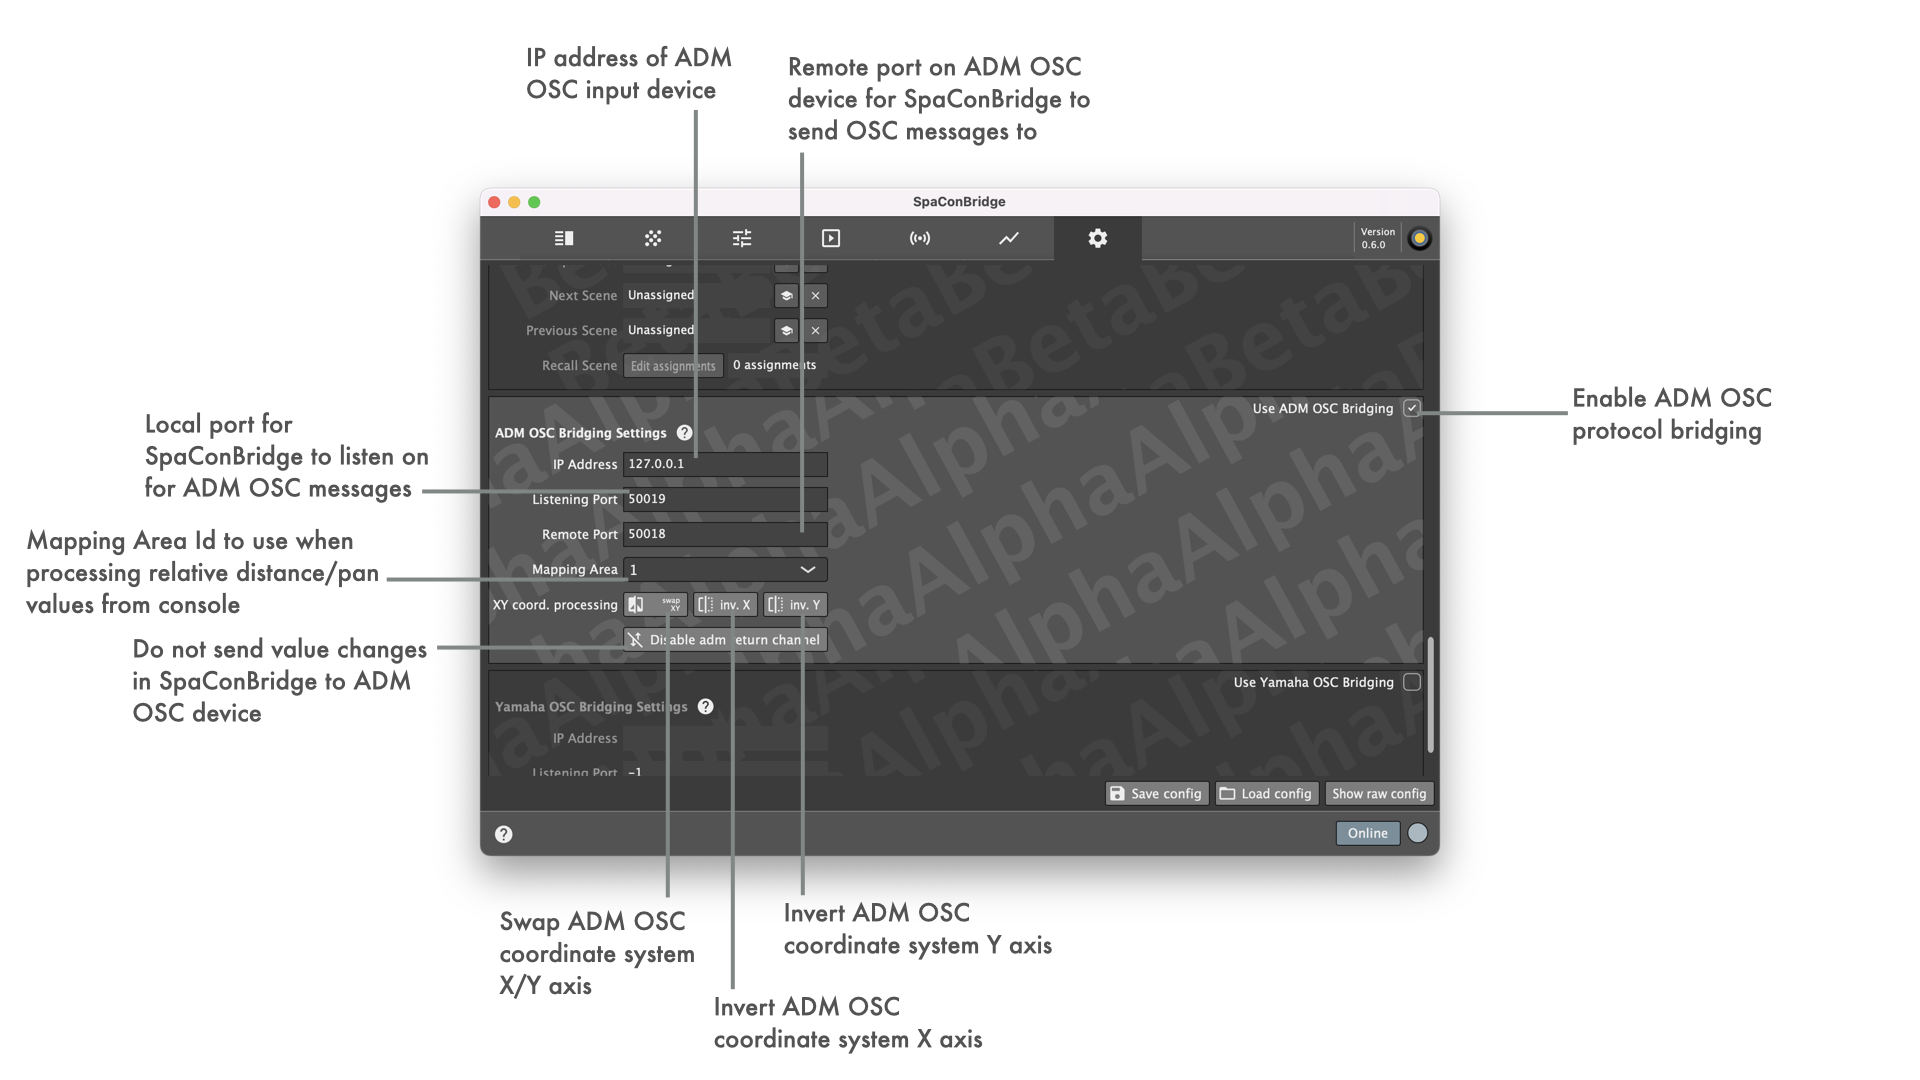 IP address of ADM
OSC input device
Remote port on ADM OSC
device for SpaConBridge to
send OSC messages to
SpaConBridge
Version
0.6.0
Next Scene Unassigned
Previous Scene Unassigned
Recall Scene Edit assignments 0 assignments
Use ADM OSC Bridging
Enable ADM OSC
protocol bridging
Local port for
SpaConBridge to listen on
for ADM OSC messages
ADM OSC Bridging Settings ?
IP Address 127.0.0.1
Listening Port 50019
Remote Port 50018
Mapping Area Id to use when
processing relative distance/pan
values from console
Mapping Area 1
XY coord. processing swap XY inv. X inv. Y
Disable adm return channel
Do not send value changes
in SpaConBridge to ADM
OSC device
Use Yamaha OSC Bridging
Yamaha OSC Bridging Settings ?
IP Address
Listening Port -1
Save config Load config Show raw config
? Online
Swap ADM OSC
coordinate system
X/Y axis
Invert ADM OSC
coordinate system Y axis
Invert ADM OSC
coordinate system X axis